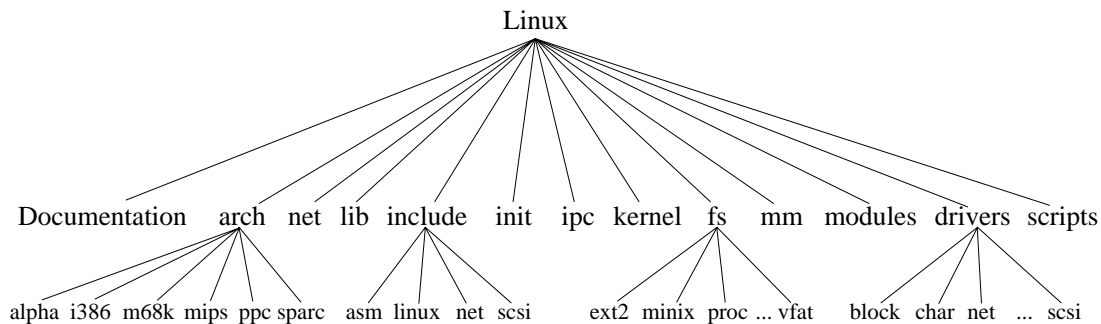 Linux
Documentation arch net lib include init ipc kernel fs mm modules drivers scripts
alpha i386 m68k mips ppc sparc asm linux net scsi ext2 minix proc ... vfat block char net ... scsi